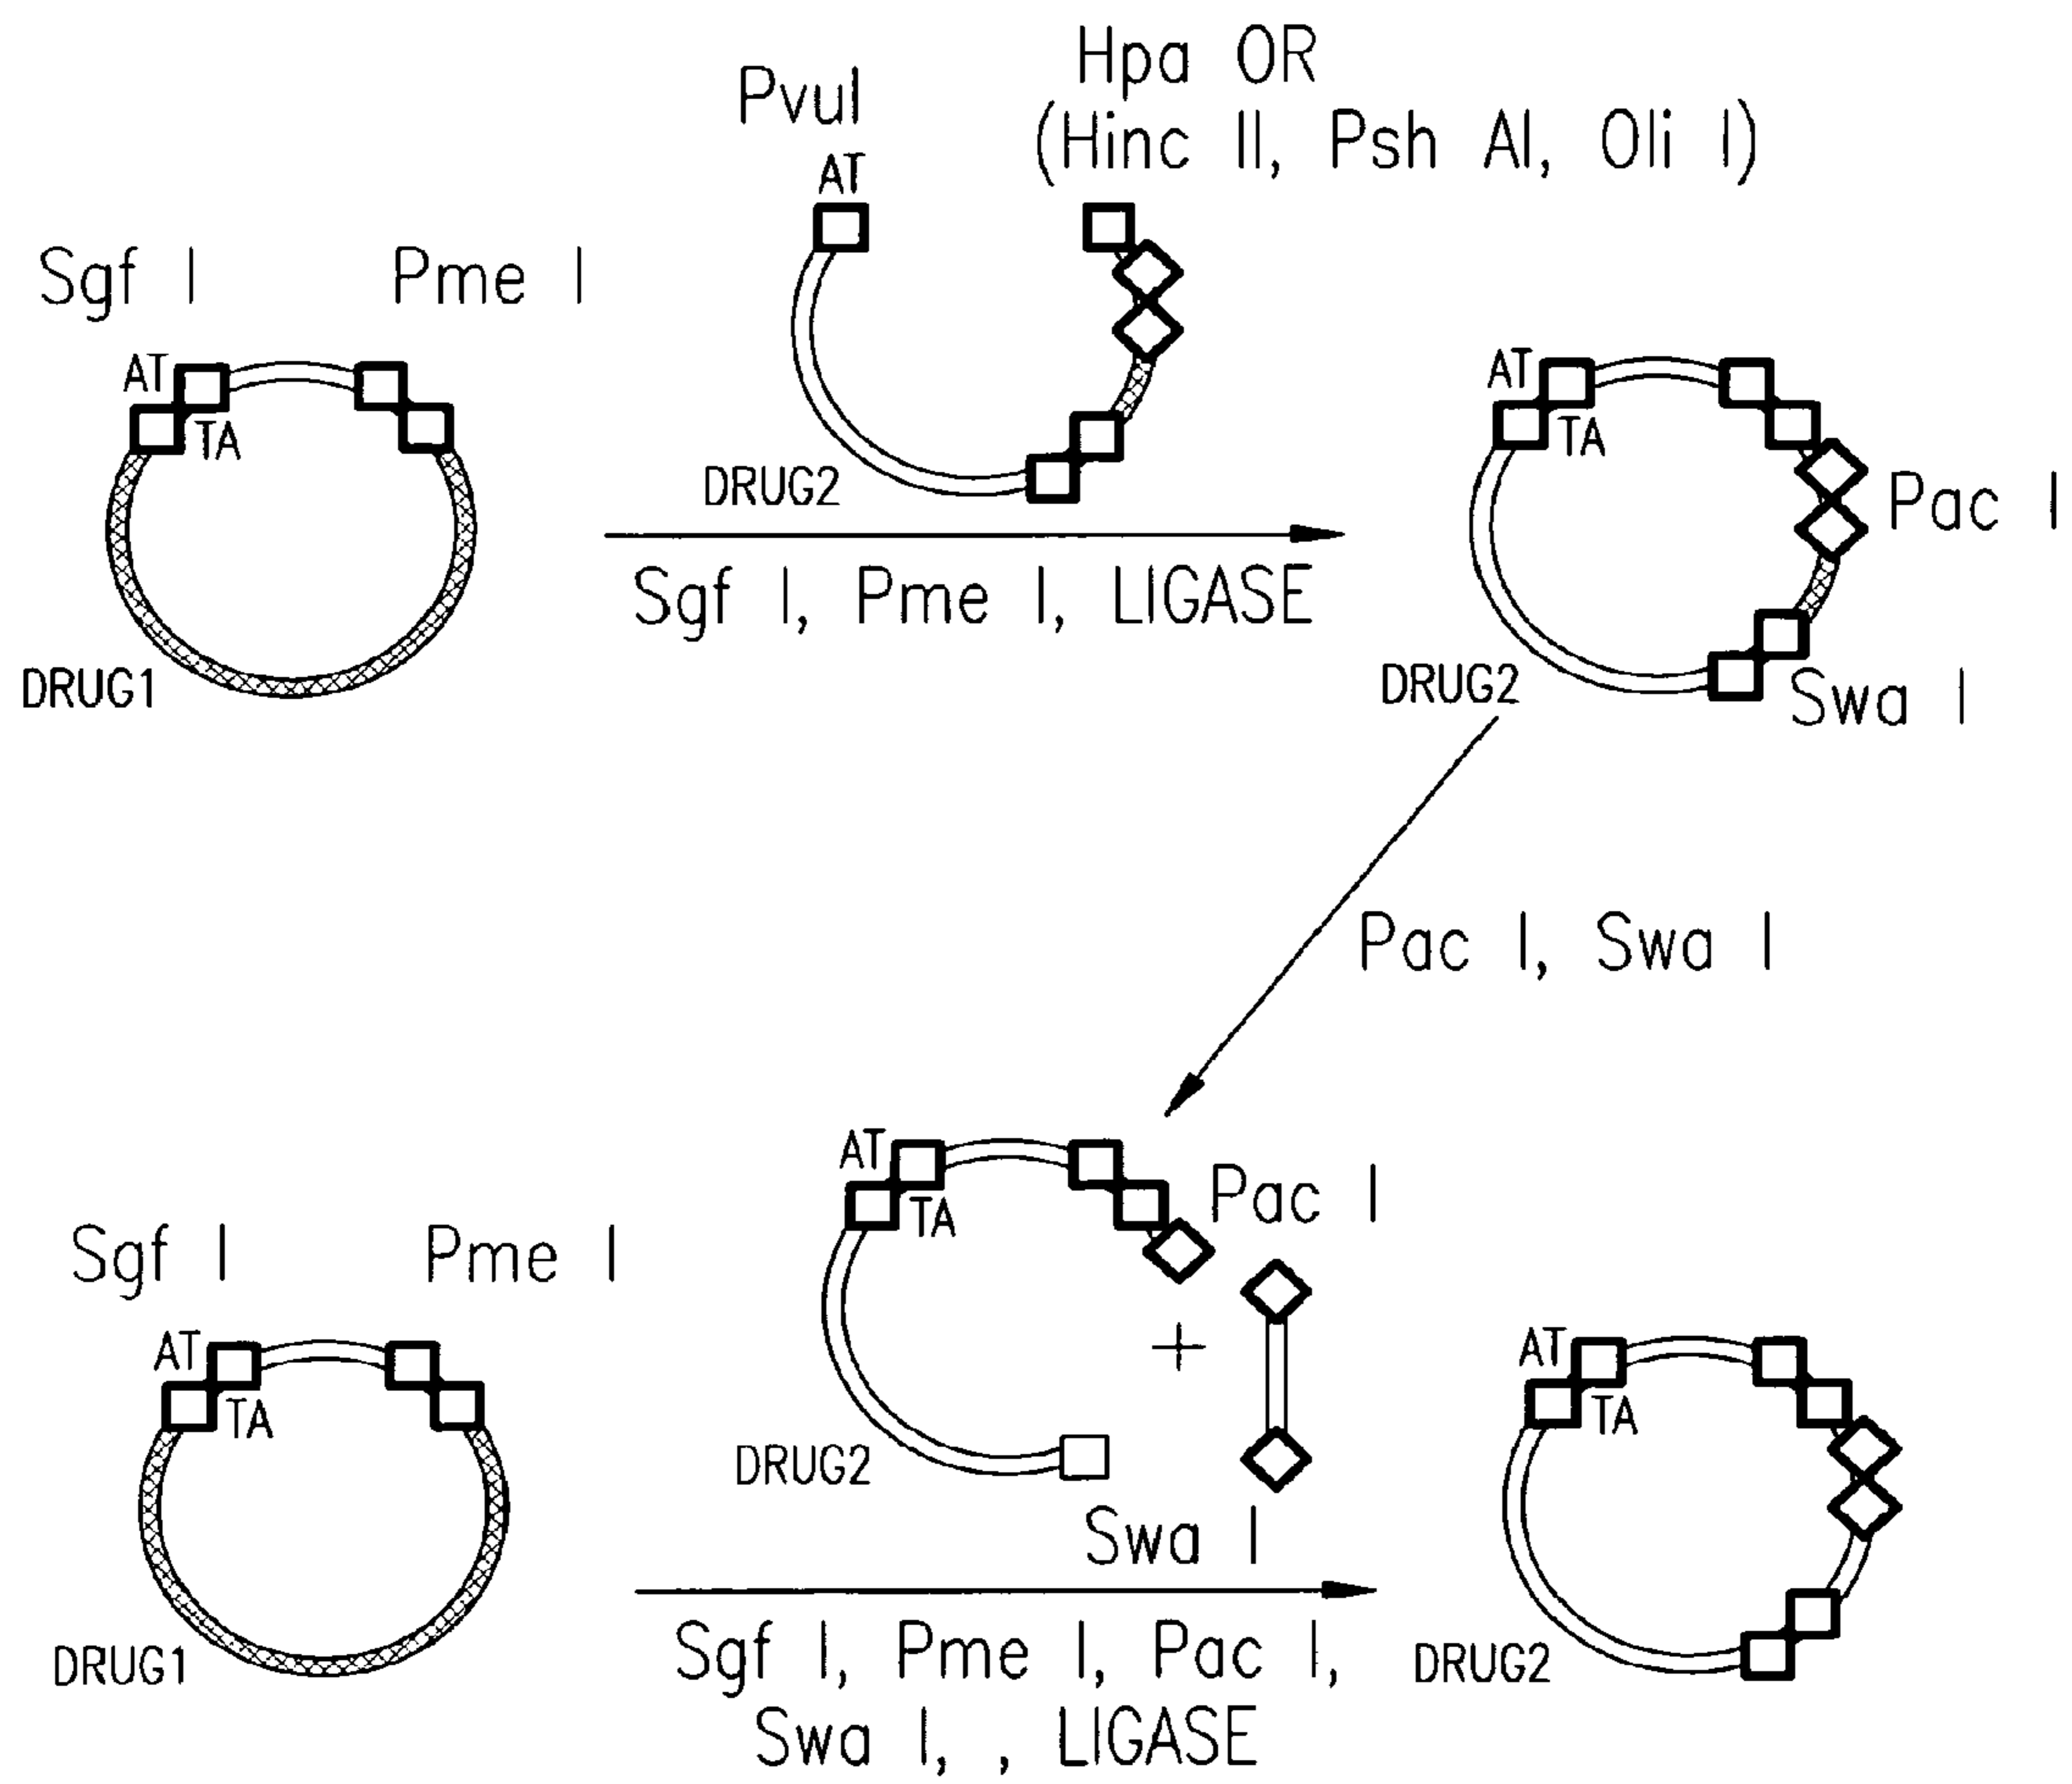 Hpa OR
PvuI
(Hinc II, Psh AI, Oli I)
AT
Sgf I
Pme I
AT
TA
AT
TA
Pac I
DRUG2
Sgf I, Pme I, LIGASE
DRUG1
DRUG2
Swa I
Pac I, Swa I
AT
TA
Pac I
Sgf I
Pme I
AT
TA
AT
TA
DRUG2
Swa I
DRUG1
Sgf I, Pme I, Pac I,
Swa I, , LIGASE
DRUG2